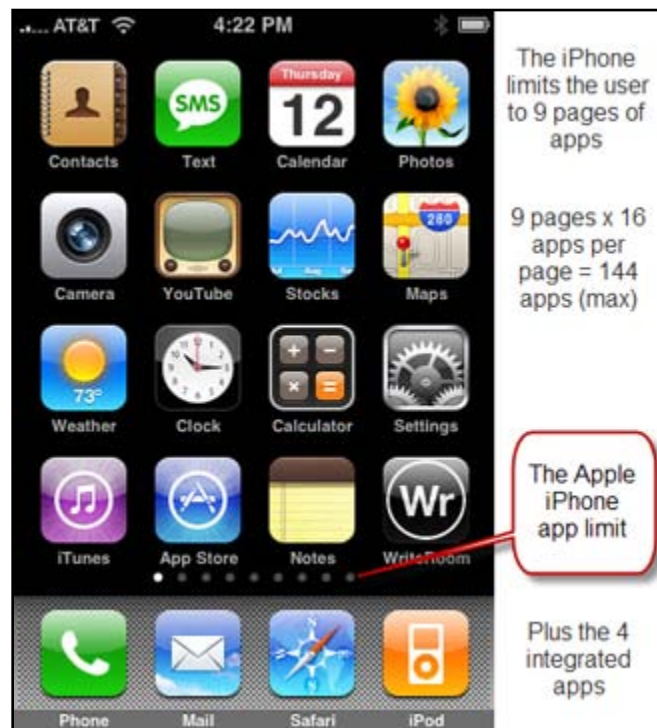 AT&T 4:22 PM
The iPhone
limits the user
to 9 pages of
apps
Thursday
12
SMS
Contacts Text Calendar Photos
9 pages x 16
apps per
page = 144
apps (max)
280
Camera YouTube Stocks Maps
73°
Weather Clock Calculator Settings
The Apple
iPhone
app limit
Wr
iTunes App Store Notes WriteRoom
Plus the 4
integrated
apps
Phone Mail Safari iPod